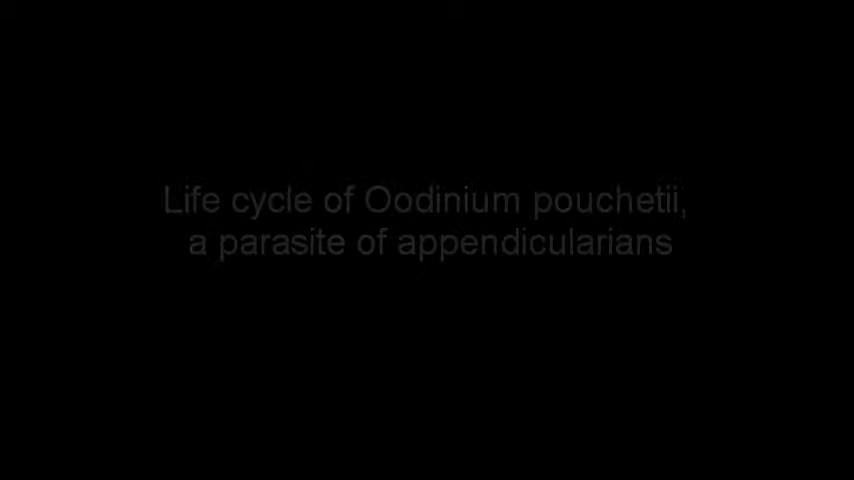 Life cycle of Oodinium pouchetii,
a parasite of appendicularians